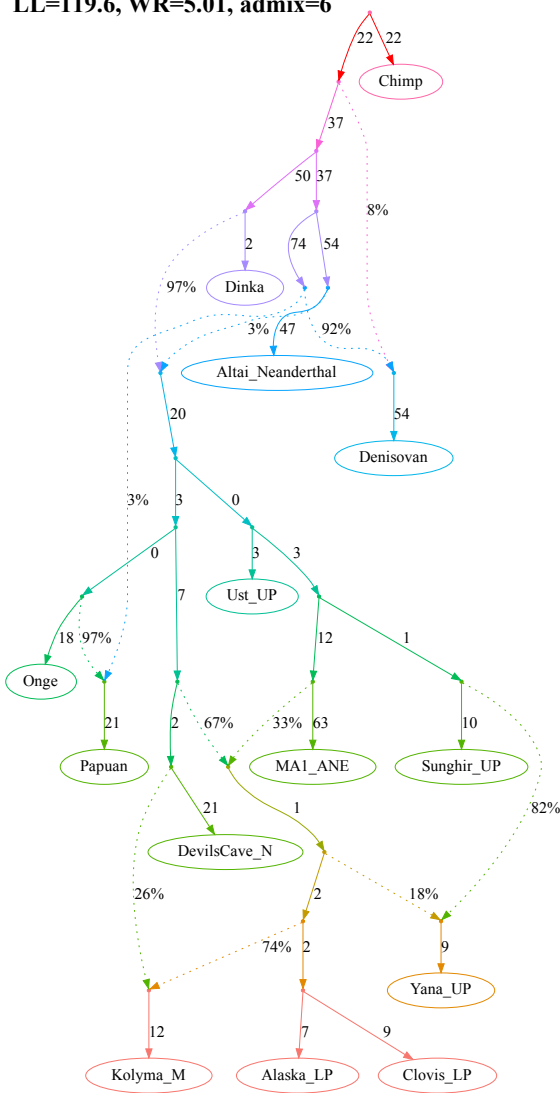 LL=119.6, WR=5.01, admix=6
22 22
Chimp
37
50 37
8%
2 74 54
Dinka
97% 3% 47 92%
Altai_Neanderthal
20 54
Denisovan
3% 3 0
0 3 3
7 Ust_UP
18 97% 12 1
Onge
21 2 67% 33% 63 10
Papuan MA1_ANE Sunghir_UP
21 1 82%
DevilsCave_N
26% 2 18%
74% 2 9
Yana_UP
12 7 9
Kolyma_M Alaska_LP Clovis_LP